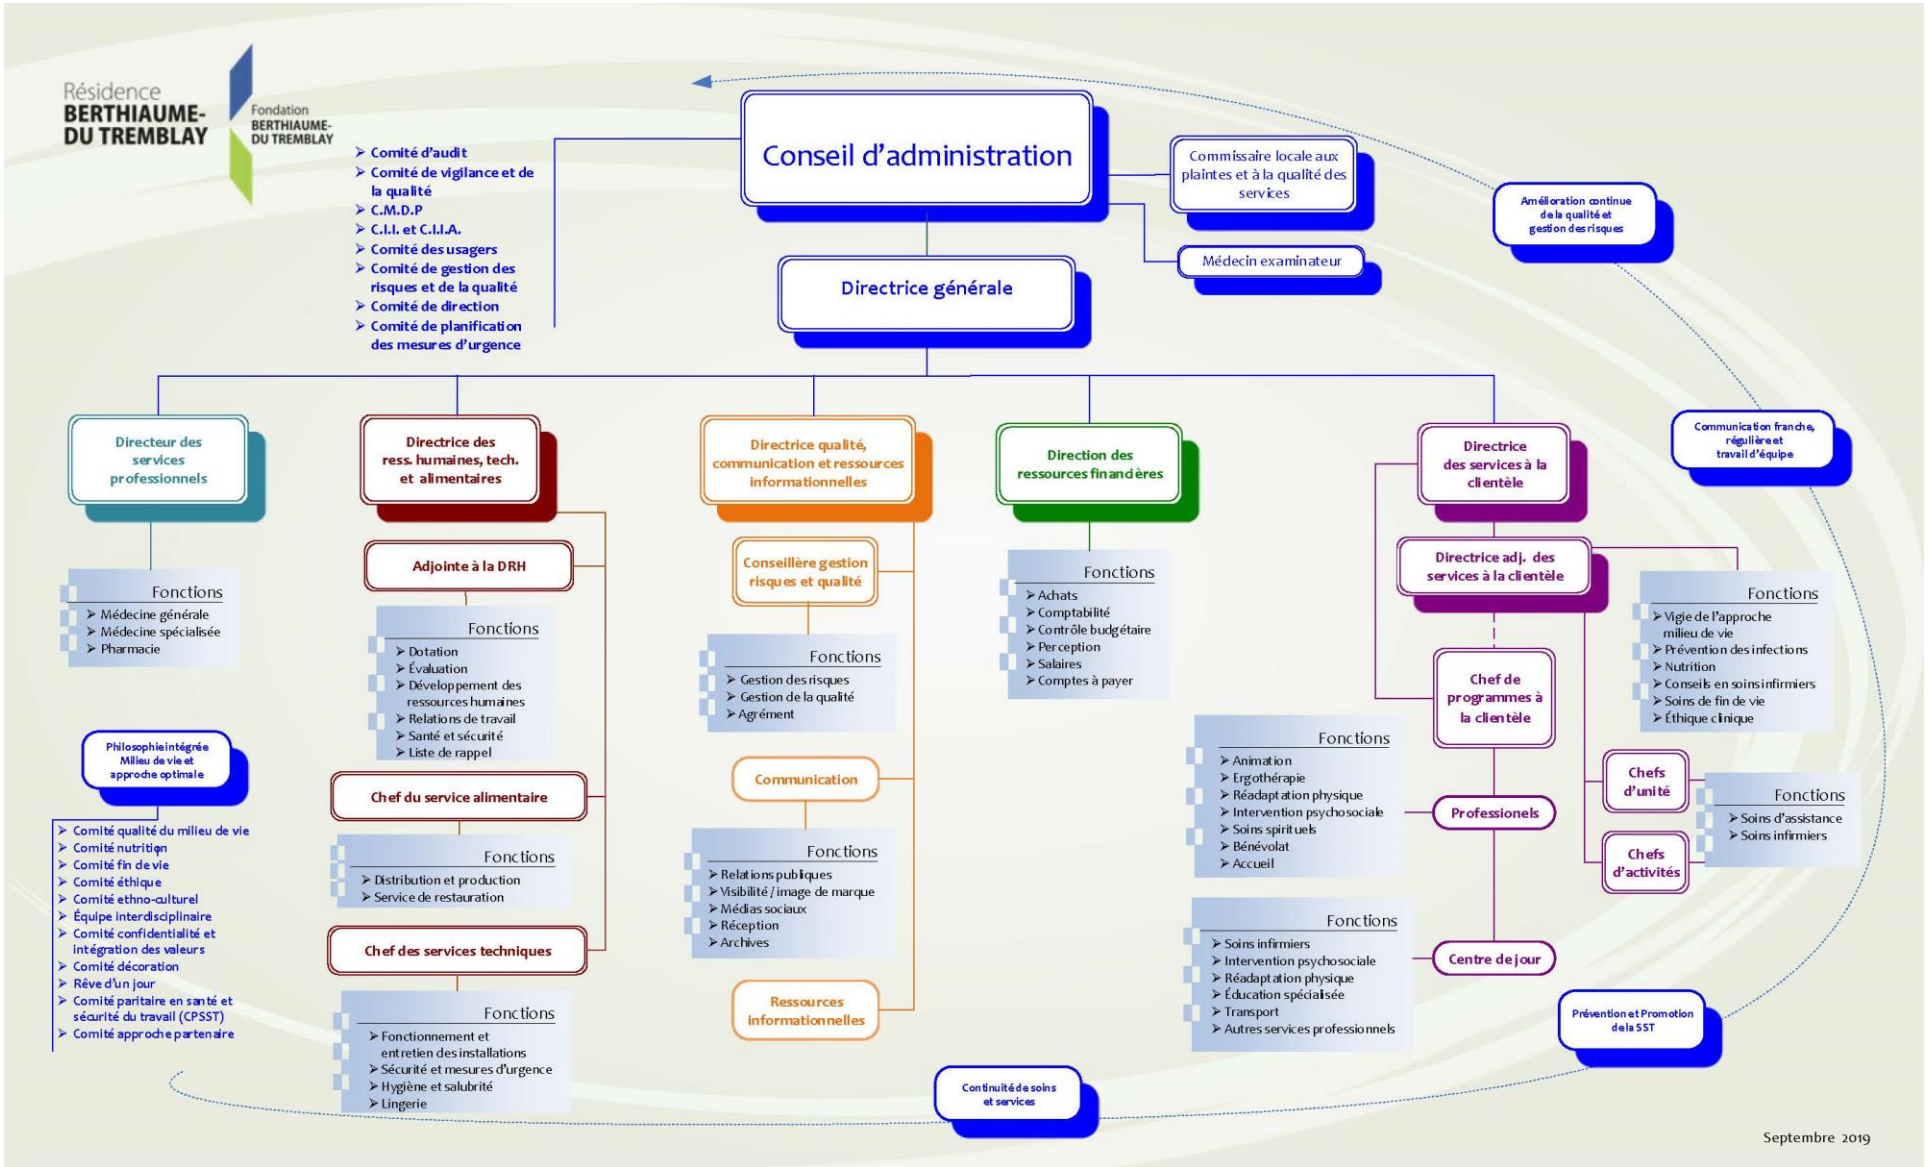 Résidence
BERTHIAUME-
DU TREMBLAY
Fondation
BERTHIAUME-
DU TREMBLAY
➢ Comité d'audit
➢ Comité de vigilance et de
la qualité
➢ C.M.D.P
➢ C.I.I. et C.I.I.A.
➢ Comité des usagers
➢ Comité de gestion des
risques et de la qualité
➢ Comité de direction
➢ Comité de planification
des mesures d'urgence
Conseil d'administration
Commissaire locale aux
plaintes et à la qualité des
services
Médecin examinateur
Directrice générale
Amélioration continue
de la qualité et
gestion des risques
Communication franche,
régulière et
travail d'équipe
Directeur des
services
professionnels
Fonctions
➢ Médecine générale
➢ Médecine spécialisée
➢ Pharmacie
Philosophie intégrée
Milieu de vie et
approche optimale
➢ Comité qualité du milieu de vie
➢ Comité nutrition
➢ Comité fin de vie
➢ Comité éthique
➢ Comité ethno-culturel
➢ Équipe interdisciplinaire
➢ Comité confidentialité et
intégration des valeurs
➢ Comité décoration
➢ Rêve d'un jour
➢ Comité paritaire en santé et
sécurité du travail (CPSST)
➢ Comité approche partenaire
Directrice des
ress. humaines, tech.
et alimentaires
Adjointe à la DRH
Fonctions
➢ Dotation
➢ Évaluation
➢ Développement des
ressources humaines
➢ Relations de travail
➢ Santé et sécurité
➢ Liste de rappel
Chef du service alimentaire
Fonctions
➢ Distribution et production
➢ Service de restauration
Chef des services techniques
Fonctions
➢ Fonctionnement et
entretien des installations
➢ Sécurité et mesures d'urgence
➢ Hygiène et salubrité
➢ Lingerie
Directrice qualité,
communication et ressources
informationnelles
Conseillère gestion
risques et qualité
Fonctions
➢ Gestion des risques
➢ Gestion de la qualité
➢ Agrément
Communication
Fonctions
➢ Relations publiques
➢ Visibilité / image de marque
➢ Médias sociaux
➢ Réception
➢ Archives
Ressources
informationnelles
Direction des
ressources financières
Fonctions
➢ Achats
➢ Comptabilité
➢ Contrôle budgétaire
➢ Perception
➢ Salaires
➢ Comptes à payer
Directrice
des services à la
clientèle
Directrice adj. des
services à la clientèle
Fonctions
➢ Vigie de l'approche
milieu de vie
➢ Prévention des infections
➢ Nutrition
➢ Conseils en soins infirmiers
➢ Soins de fin de vie
➢ Éthique clinique
Chef de
programmes à
la clientèle
Fonctions
➢ Animation
➢ Ergothérapie
➢ Réadaptation physique
➢ Intervention psychosociale
➢ Soins spirituels
➢ Bénévolat
➢ Accueil
Professionels
Chefs
d'unité
Chefs
d'activités
Fonctions
➢ Soins d'assistance
➢ Soins infirmiers
Fonctions
➢ Soins infirmiers
➢ Intervention psychosociale
➢ Réadaptation physique
➢ Éducation spécialisée
➢ Transport
➢ Autres services professionnels
Centre de jour
Prévention et Promotion
de la SST
Continuité de soins
et services
Septembre 2019